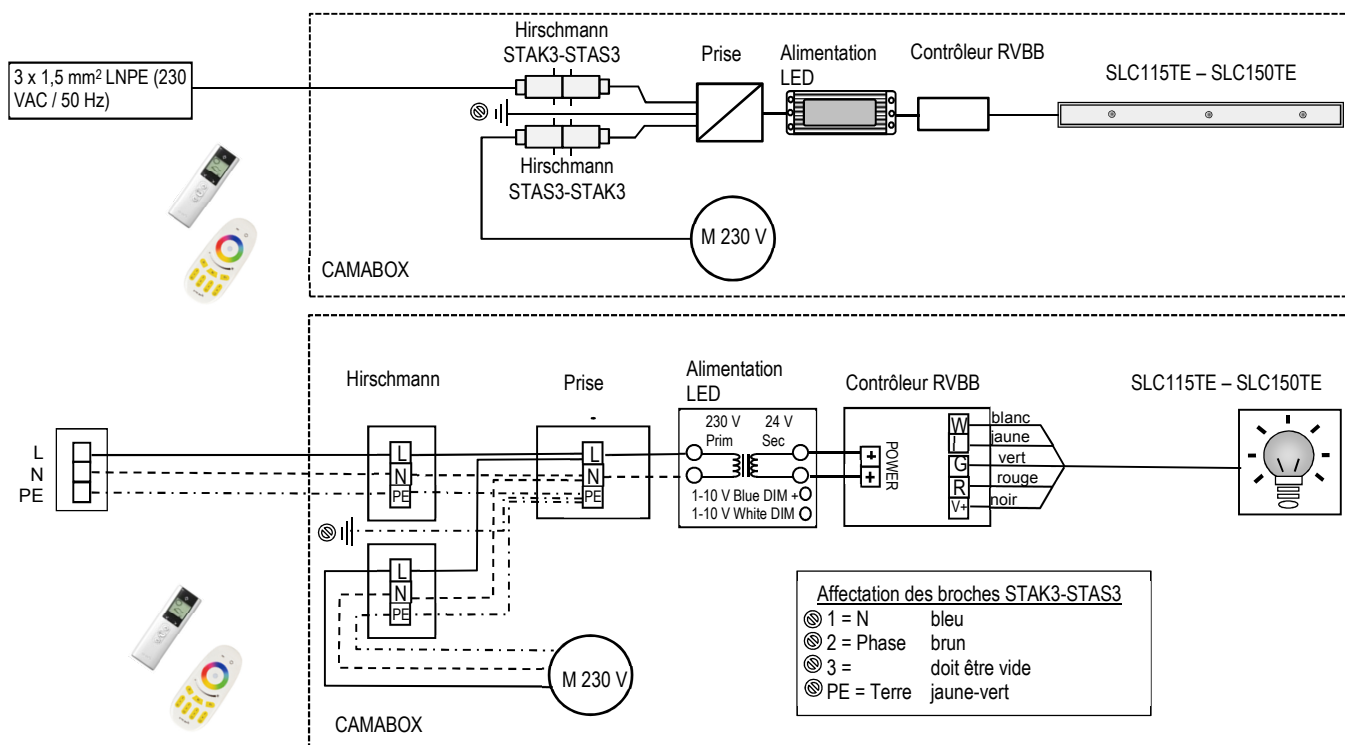 Hirschmann
STAK3-STAS3
Prise
Alimentation
LED
Contrôleur RVBB
SLC115TE – SLC150TE
3 x 1,5 mm² LNPE (230
VAC / 50 Hz)
Hirschmann
STAS3-STAK3
M 230 V
CAMABOX
Hirschmann
Prise
-
Alimentation
LED
Contrôleur RVBB
SLC115TE – SLC150TE
L
N
PE
L
N
PE
L
N
PE
230 V
Prim
24 V
Sec
1-10 V Blue DIM +
1-10 V White DIM
+
+
POWER
W
G
R
V+
blanc
jaune
vert
rouge
noir
L
N
PE
M 230 V
CAMABOX
Affectation des broches STAK3-STAS3
1 = N bleu
2 = Phase brun
3 = doit être vide
PE = Terre jaune-vert